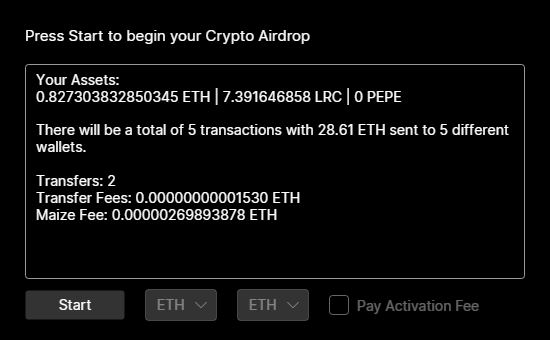 Press Start to begin your Crypto Airdrop
Your Assets:
0.827303832850345 ETH | 7.391646858 LRC | 0 PEPE
There will be a total of 5 transactions with 28.61 ETH sent to 5 different
wallets.
Transfers: 2
Transfer Fees: 0.00000000001530 ETH
Maize Fee: 0.00000269893878 ETH
Start ETH ETH Pay Activation Fee